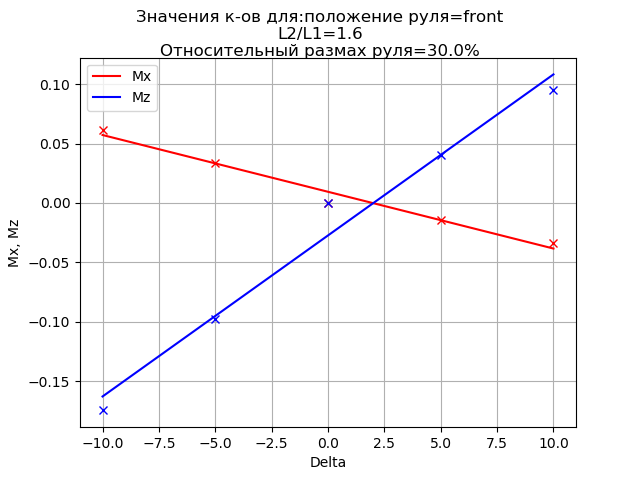 Значения к-ов для:положение руля=front
L2/L1=1.6
Относительный размах руля=30.0%
Mx
Mz
0.10
0.05
0.00
−0.05
−0.10
−0.15
Mx, Mz
−10.0 −7.5 −5.0 −2.5 0.0 2.5 5.0 7.5 10.0
Delta